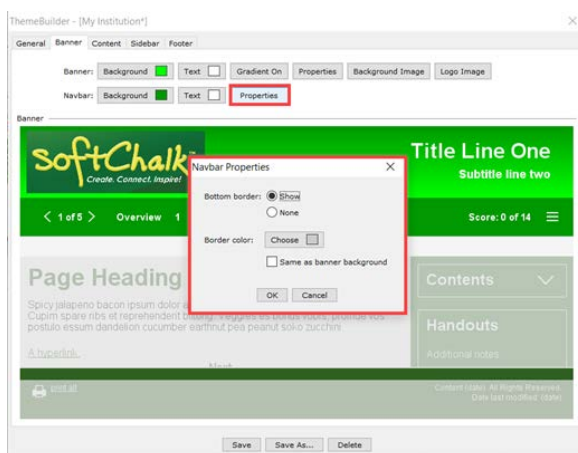 ThemeBuilder - [My Institution*]
General Banner Content Sidebar Footer
Banner: Background Text Gradient On Properties Background Image Logo Image
Navbar: Background Text Properties
Banner
SoftChalk
Create. Connect. Inspire!
Title Line One
Subtitle line two
Navbar Properties
Bottom border: Show
None
Border color: Choose
Same as banner background
OK Cancel
< 1 of 5 > Overview 1
Score: 0 of 14
Page Heading
Spicy jalapeno bacon ipsum dolor
Cupim spare ribs et reprehenderit
postulo essum dandelion cucumber earthnut pea peanut soko zucchini
A hyperlink.
Next
Contents
Handouts
Additional notes
print all
Content {date}. All Rights Reserved.
Date last modified: {date}
Save Save As... Delete